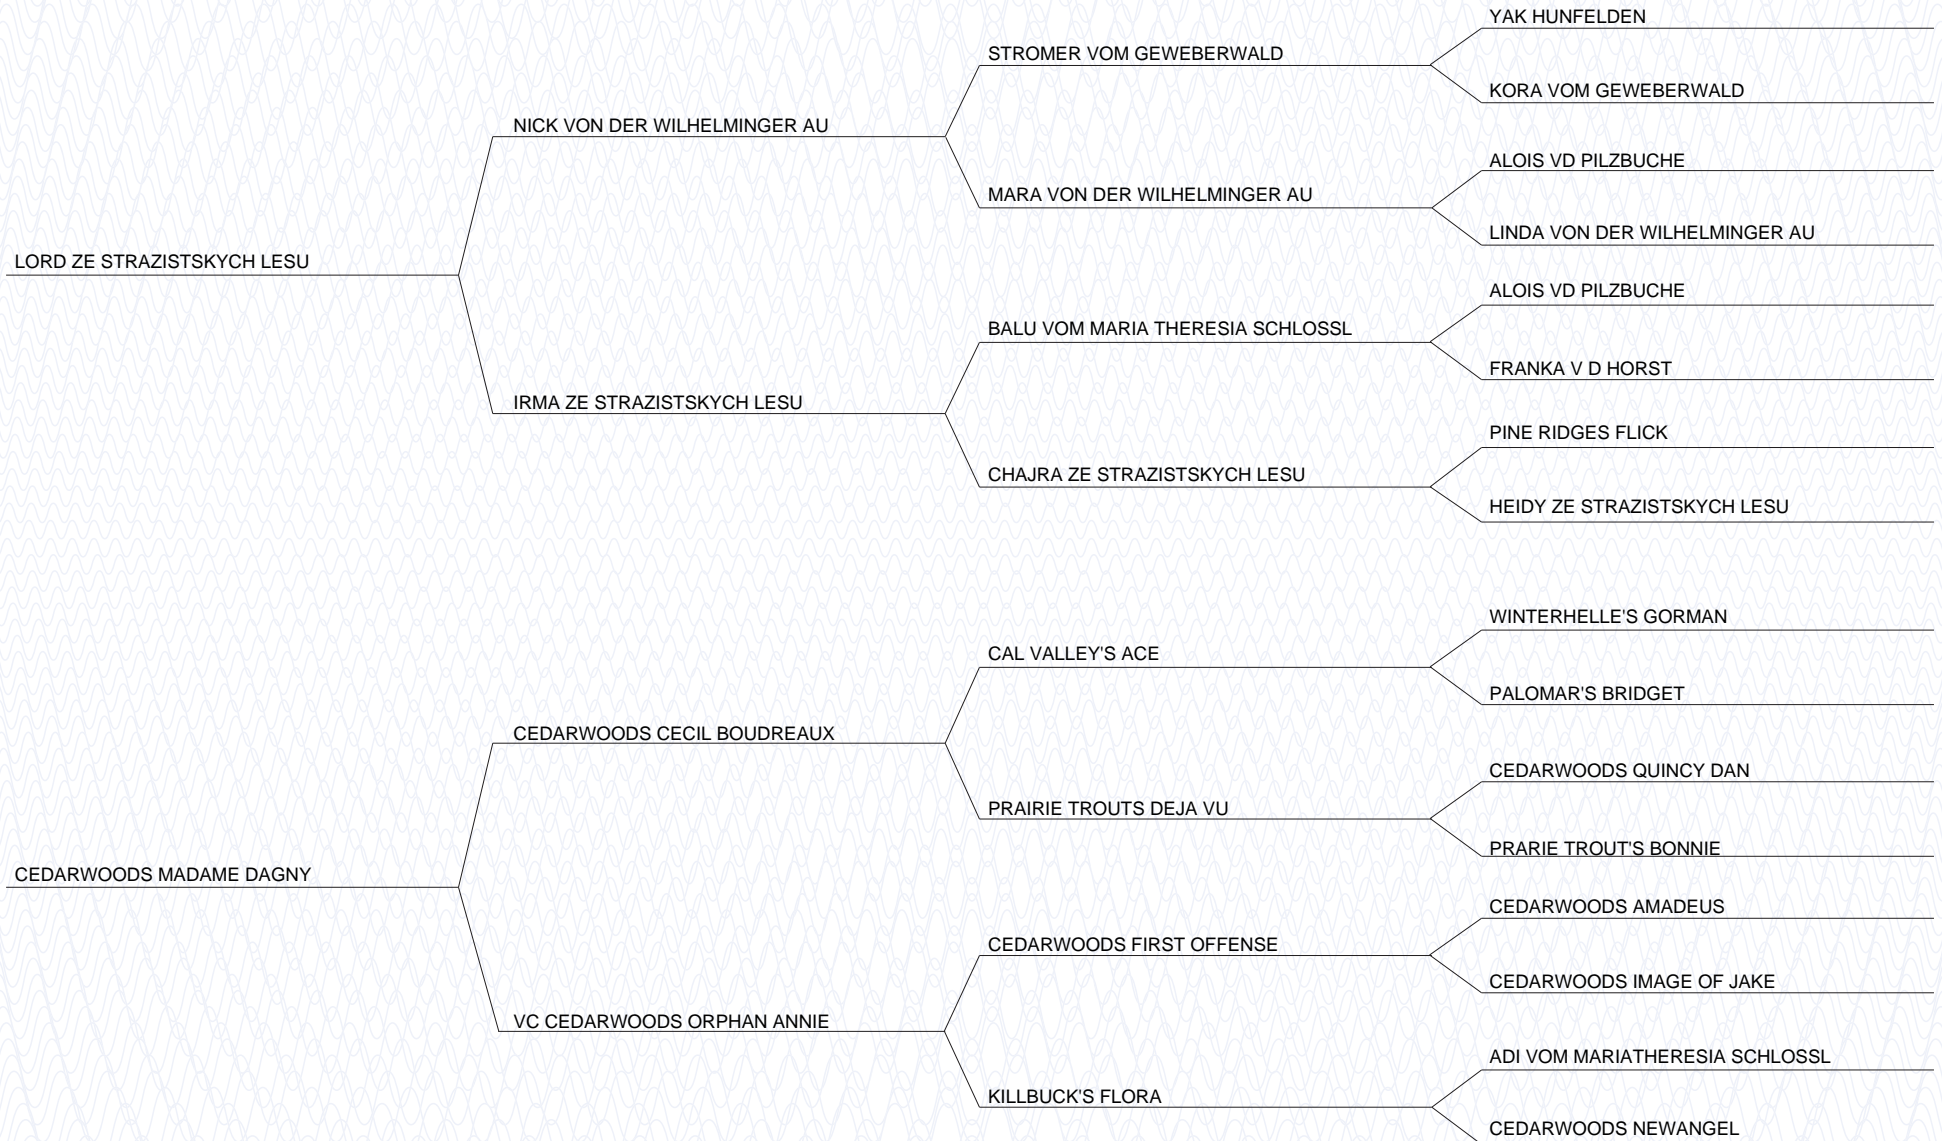 YAK HUNFELDEN
STROMER VOM GEWEBERWALD
KORA VOM GEWEBERWALD
NICK VON DER WILHELMINGER AU
ALOIS VD PILZBUCHE
MARA VON DER WILHELMINGER AU
LINDA VON DER WILHELMINGER AU
LORD ZE STRAZISTSKYCH LESU
ALOIS VD PILZBUCHE
BALU VOM MARIA THERESIA SCHLOSSL
FRANKA V D HORST
IRMA ZE STRAZISTSKYCH LESU
PINE RIDGES FLICK
CHAJRA ZE STRAZISTSKYCH LESU
HEIDY ZE STRAZISTSKYCH LESU
WINTERHELLE'S GORMAN
CAL VALLEY'S ACE
PALOMAR'S BRIDGET
CEDARWOODS CECIL BOUDREAUX
CEDARWOODS QUINCY DAN
PRAIRIE TROUTS DEJA VU
PRARIE TROUT'S BONNIE
CEDARWOODS MADAME DAGNY
CEDARWOODS AMADEUS
CEDARWOODS FIRST OFFENSE
CEDARWOODS IMAGE OF JAKE
VC CEDARWOODS ORPHAN ANNIE
ADI VOM MARIATHERESIA SCHLOSSL
KILLBUCK'S FLORA
CEDARWOODS NEWANGEL